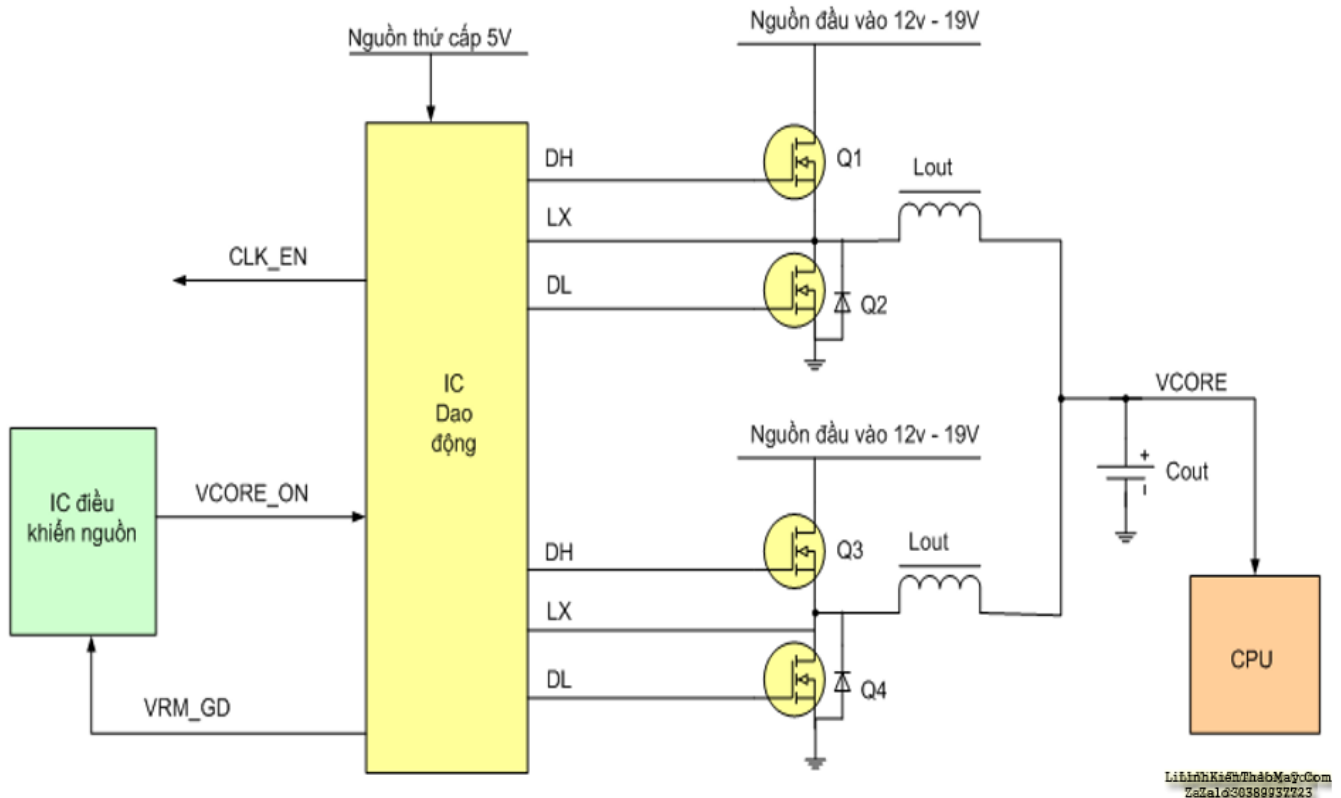 Nguồn thứ cấp 5V
Nguồn đầu vào 12v - 19V
DH
Q1
Lout
LX
CLK_EN
DL
Q2
IC
Dao
động
VCORE
Nguồn đầu vào 12v - 19V
Cout
+
IC điều
khiển nguồn
VCORE_ON
DH
Q3
Lout
LX
DL
Q4
CPU
VRM_GD